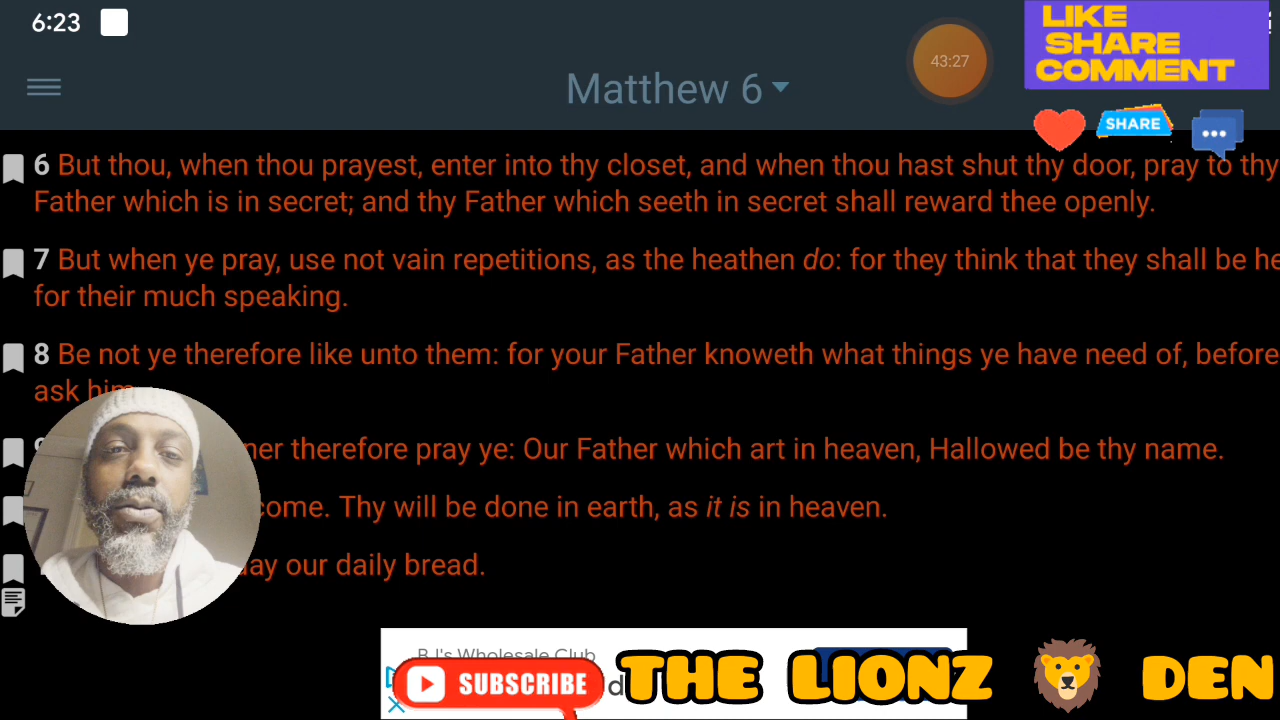 6:23
43:27
LIKE
SHARE
COMMENT
Matthew 6
SHARE
6 But thou, when thou prayest, enter into thy closet, and when thou hast shut thy door, pray to thy
Father which is in secret; and thy Father which seeth in secret shall reward thee openly.
7 But when ye pray, use not vain repetitions, as the heathen do: for they think that they shall be
for their much speaking.
8 Be not ye therefore like unto them: for your Father knoweth what things ye have need of, before
ask him
therefore pray ye: Our Father which art in heaven, Hallowed be thy name.
come. Thy will be done in earth, as it is in heaven.
day our daily bread.
BJ's Wholesale Club
SUBSCRIBE
THE LIONZ DEN